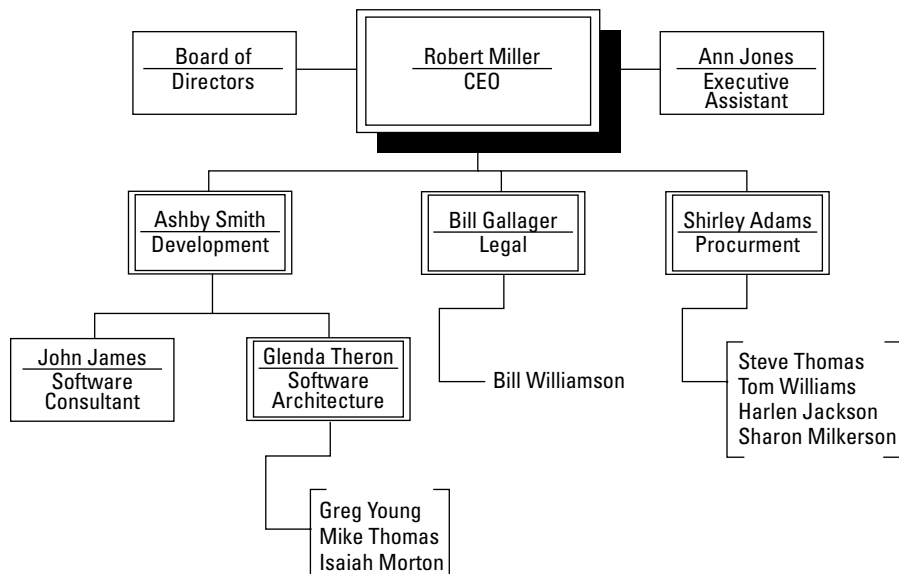 Board of
Directors
Robert Miller
CEO
Ann Jones
Executive
Assistant
Ashby Smith
Development
Bill Gallager
Legal
Shirley Adams
Procurment
John James
Software
Consultant
Glenda Theron
Software
Architecture
Bill Williamson
Steve Thomas
Tom Williams
Harlen Jackson
Sharon Milkerson
Greg Young
Mike Thomas
Isaiah Morton